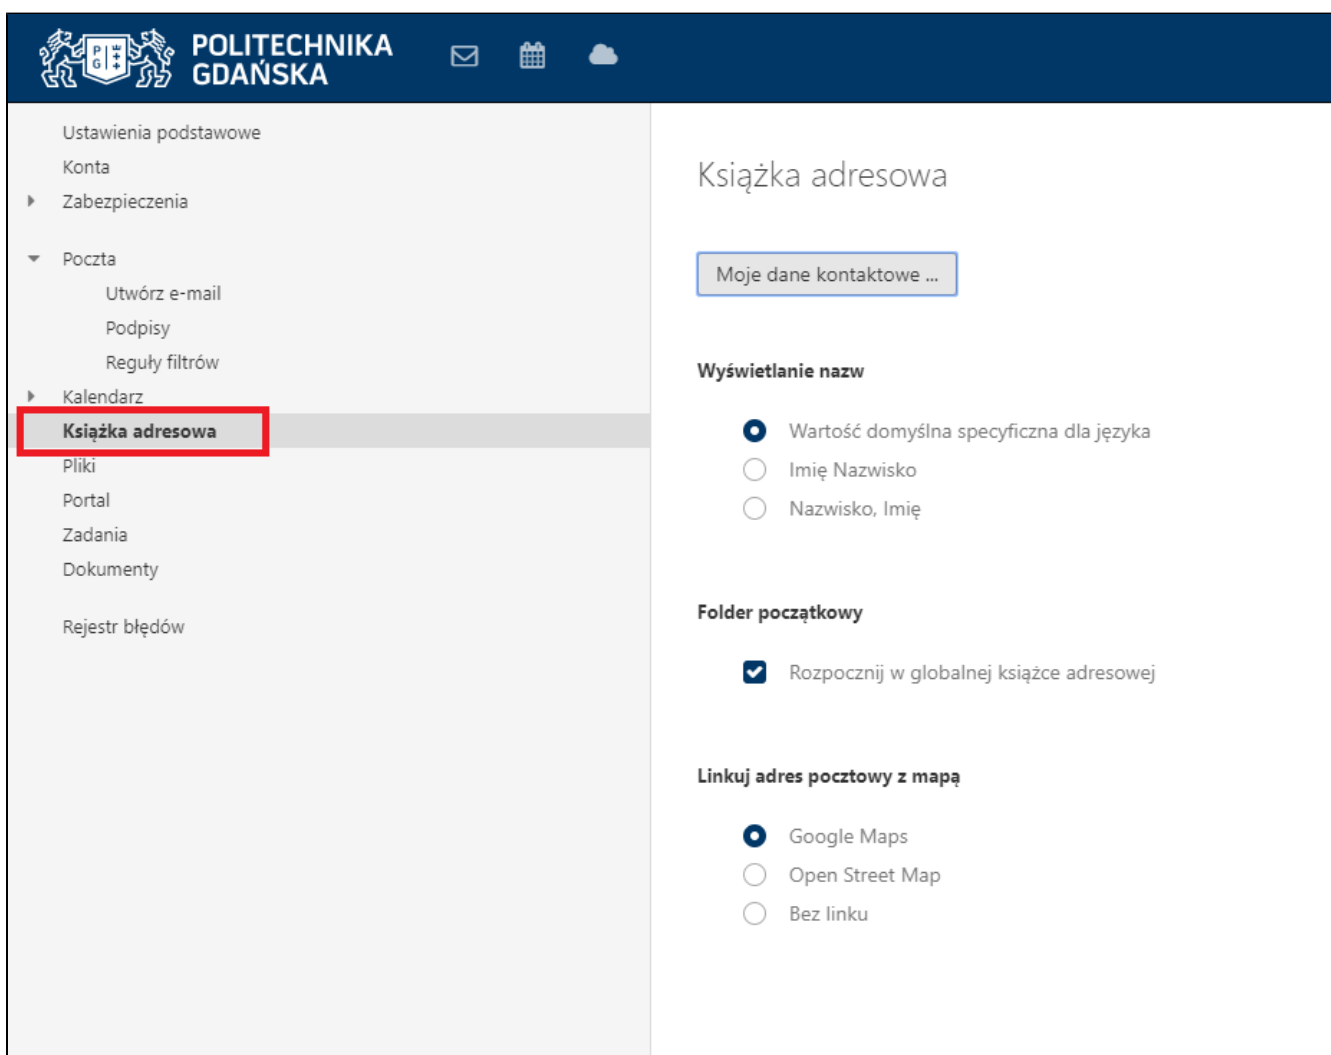 POLITECHNIKA
GDAŃSKA
P
G
Ustawienia podstawowe
Konta
Zabezpieczenia
Poczta
Utwórz e-mail
Podpisy
Reguły filtrów
Kalendarz
Książka adresowa
Pliki
Portal
Zadania
Dokumenty
Rejestr błędów
Książka adresowa
Moje dane kontaktowe ...
Wyświetlanie nazw
Wartość domyślna specyficzna dla języka
Imię Nazwisko
Nazwisko, Imię
Folder początkowy
Rozpocznij w globalnej książce adresowej
Linkuj adres pocztowy z mapą
Google Maps
Open Street Map
Bez linku